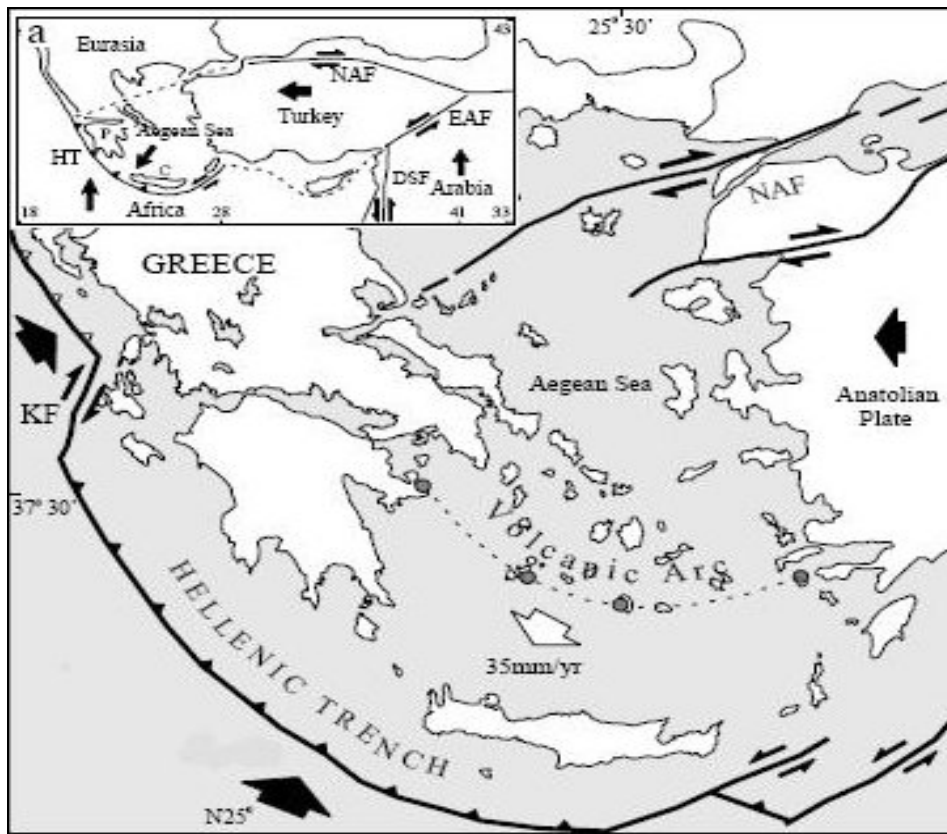 a
Eurasia
NAF
Turkey
Aegean Sea
P
HT
C
EAF
DSF
Arabia
Africa
18
28
41
33
43
25° 30'
NAF
GREECE
Aegean Sea
Anatolian
Plate
KF
37° 30'
Volcanic Arc
35mm/yr
HELLENIC TRENCH
N25°